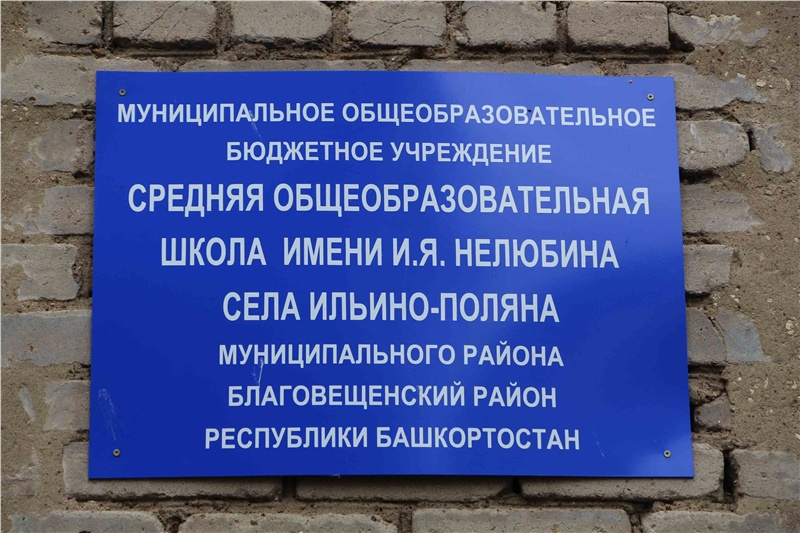 МУНИЦИПАЛЬНОЕ ОБЩЕОБРАЗОВАТЕЛЬНОЕ
БЮДЖЕТНОЕ УЧРЕЖДЕНИЕ
СРЕДНЯЯ ОБЩЕОБРАЗОВАТЕЛЬНАЯ
ШКОЛА ИМЕНИ И.Я. НЕЛЮБИНА
СЕЛА ИЛЬИНО-ПОЛЯНА
МУНИЦИПАЛЬНОГО РАЙОНА
БЛАГОВЕЩЕНСКИЙ РАЙОН
РЕСПУБЛИКИ БАШКОРТОСТАН